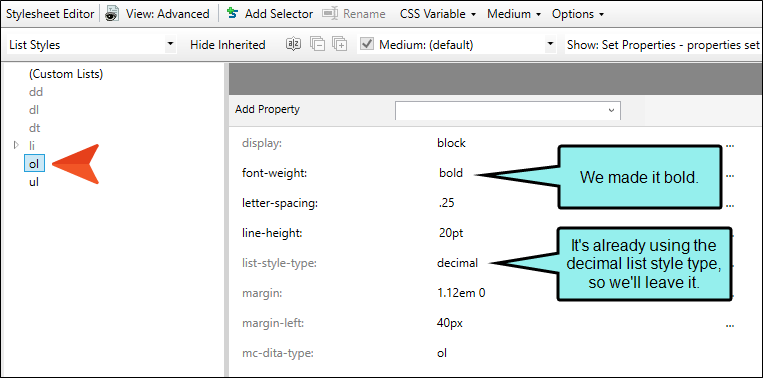 Stylesheet Editor View: Advanced Add Selector Rename CSS Variable Medium Options
List Styles Hide Inherited Medium: (default) Show: Set Properties - properties set
(Custom Lists)
dd
dl
dt
li
ol
ul
Add Property
display: block ...
font-weight: bold ...
We made it bold.
letter-spacing: .25 ...
line-height: 20pt
list-style-type: decimal
It's already using the
decimal list style type,
so we'll leave it.
margin: 1.12em 0 ...
margin-left: 40px ...
mc-dita-type: ol